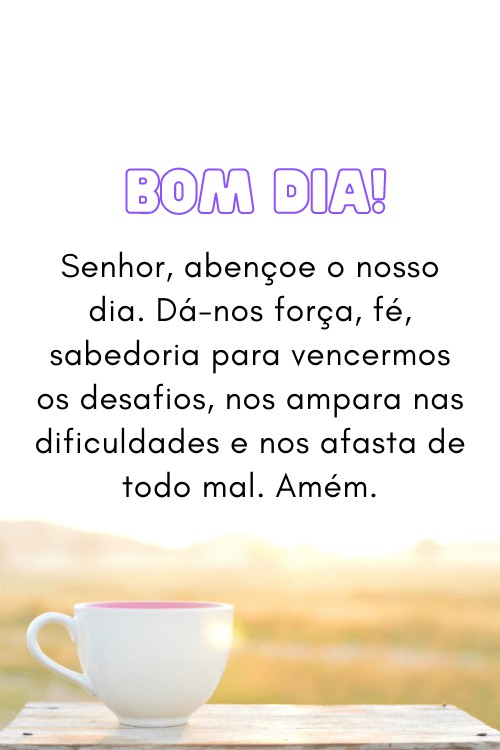 BOM DIA!
Senhor, abençoe o nosso
dia. Dá-nos força, fé,
sabedoria para vencermos
os desafios, nos ampara nas
dificuldades e nos afasta de
todo mal. Amém.